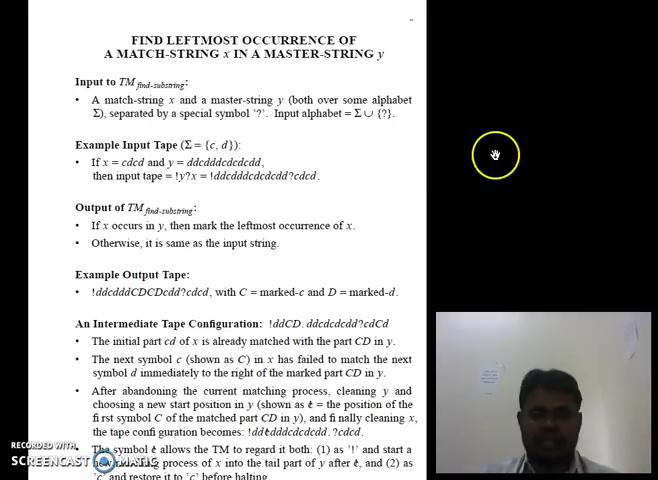 FIND LEFTMOST OCCURRENCE OF
A MATCH-STRING x IN A MASTER-STRING y
Input to TM find-substring:
• A match-string x and a master-string y (both over some alphabet
Σ), separated by a special symbol '?'. Input alphabet = Σ ∪ {?}.
Example Input Tape (Σ = {c, d}):
• If x = cdcd and y = ddcdddcdcdcdd,
then input tape = !y?x = !ddcdddcdcdcdd?cdcd.
Output of TM find-substring:
• If x occurs in y, then mark the leftmost occurrence of x.
• Otherwise, it is same as the input string.
Example Output Tape:
• !ddcdddCDCDcdd?cdcd, with C = marked-c and D = marked-d.
An Intermediate Tape Configuration: !ddCD.ddcdcdcdd?cdCd
• The initial part cd of x is already matched with the part CD in y.
• The next symbol c (shown as C) in x has failed to match the next
symbol d immediately to the right of the marked part CD in y.
• After abandoning the current matching process, cleaning y and
choosing a new start position in y (shown as ¢ = the position of the
first symbol C of the matched part CD in y), and finally cleaning x,
the tape configuration becomes: !dd¢dddcdcdcdd.?cdcd.
• The symbol ¢ allows the TM to regard it both: (1) as '!' and start a
new matching process of x into the tail part of y after ¢, and (2) as
'c' and restore it to 'c' before halting.
RECORDED WITH
SCREENCAST MATIC